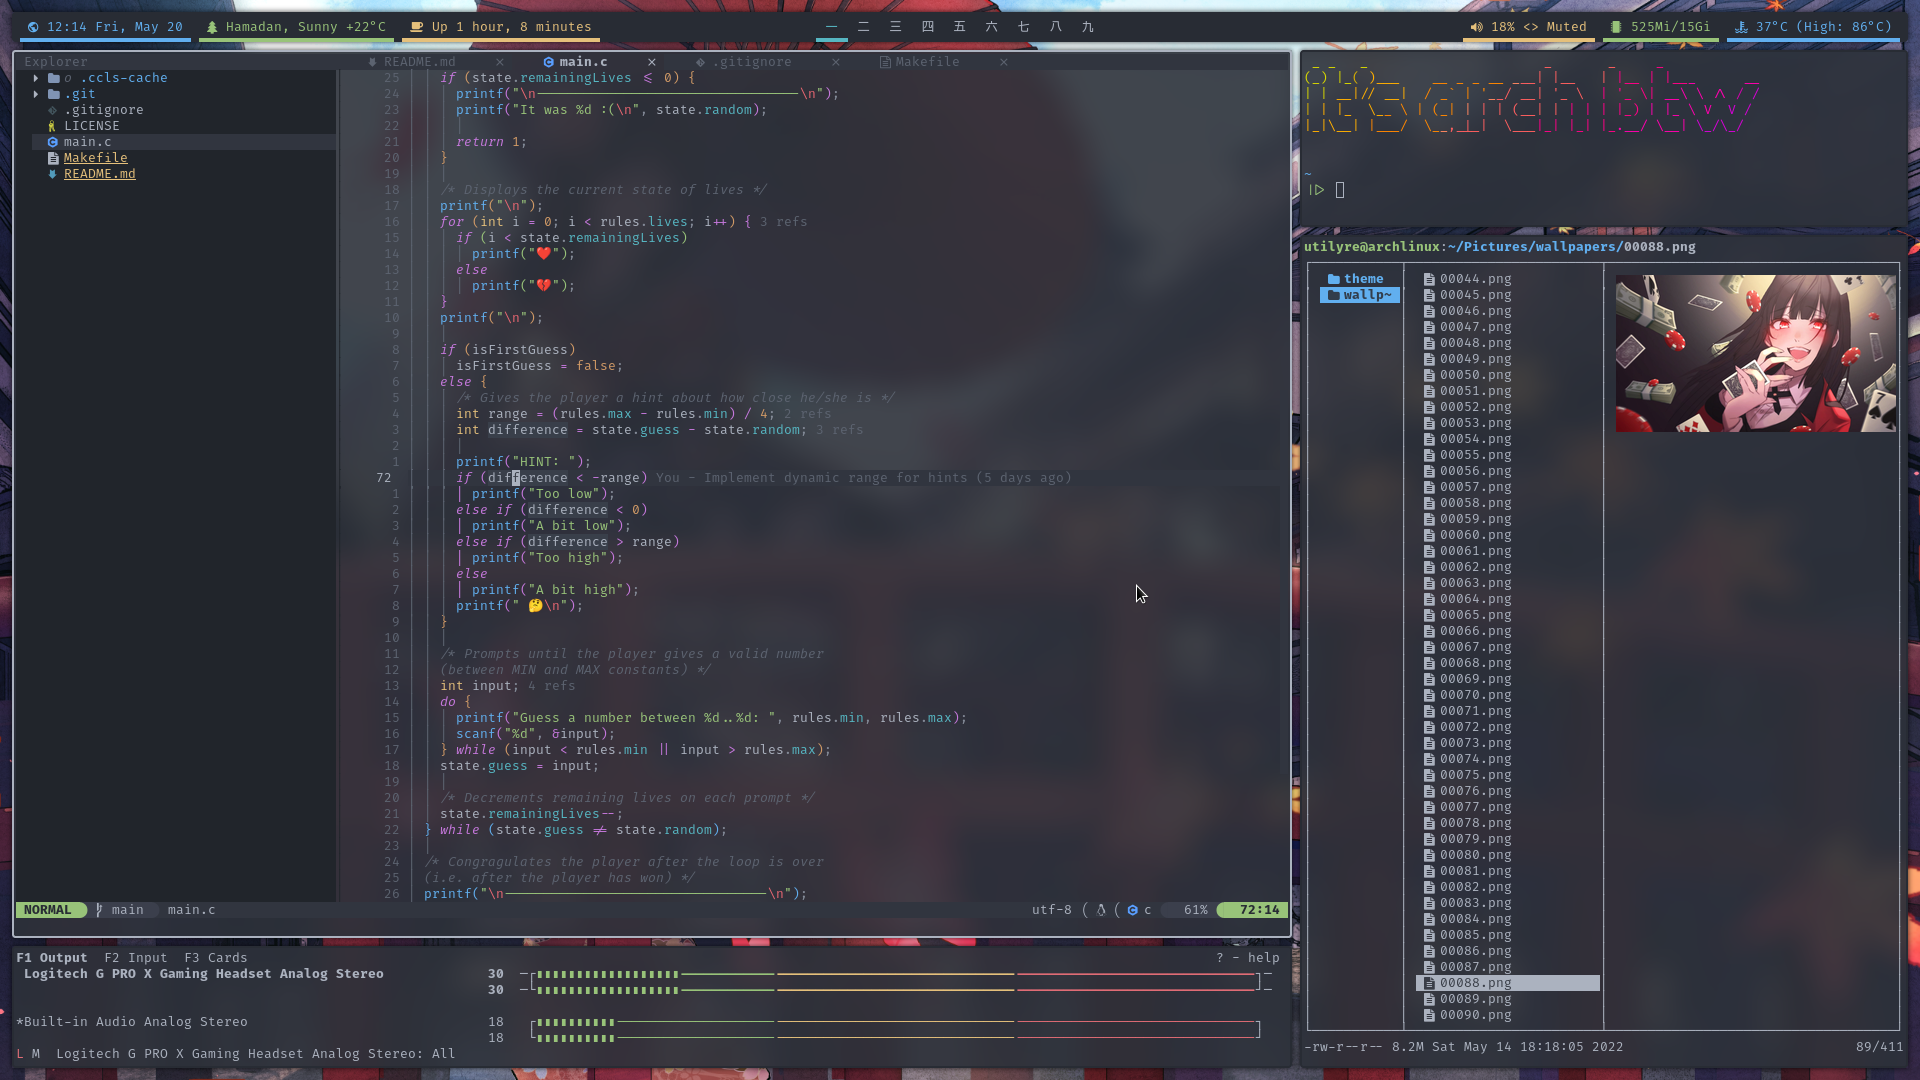 12:14 Fri, May 20
Hamadan, Sunny +22°C
Up 1 hour, 8 minutes
一 二 三 四 五 六 七 八 九
18% <> Muted
525Mi/15Gi
37°C (High: 86°C)
Explorer
.ccls-cache
.git
.gitignore
LICENSE
main.c
Makefile
README.md
README.md ✕ main.c ✕ .gitignore ✕ Makefile ✕
25 if (state.remainingLives ⩽ 0) {
24 printf("\n──────────────────────────────\n");
23 printf("It was %d :(\n", state.random);
22
21 return 1;
20 }
19
18 /* Displays the current state of lives */
17 printf("\n");
16 for (int i = 0; i < rules.lives; i++) { 3 refs
15 if (i < state.remainingLives)
14 printf("❤️");
13 else
12 printf("💔");
11 }
10 printf("\n");
9
8 if (isFirstGuess)
7 isFirstGuess = false;
6 else {
5 /* Gives the player a hint about how close he/she is */
4 int range = (rules.max - rules.min) / 4; 2 refs
3 int difference = state.guess - state.random; 3 refs
2
1 printf("HINT: ");
72 if (difference < -range) You - Implement dynamic range for hints (5 days ago)
1 printf("Too low");
2 else if (difference < 0)
3 printf("A bit low");
4 else if (difference > range)
5 printf("Too high");
6 else
7 printf("A bit high");
8 printf(" 🤔\n");
9 }
10
11 /* Prompts until the player gives a valid number
12 (between MIN and MAX constants) */
13 int input; 4 refs
14 do {
15 printf("Guess a number between %d..%d: ", rules.min, rules.max);
16 scanf("%d", &input);
17 } while (input < rules.min || input > rules.max);
18 state.guess = input;
19
20 /* Decrements remaining lives on each prompt */
21 state.remainingLives--;
22 } while (state.guess ≠ state.random);
23
24 /* Congragulates the player after the loop is over
25 (i.e. after the player has won) */
26 printf("\n──────────────────────────────\n");
NORMAL main main.c utf-8 c 61% 72:14
F1 Output F2 Input F3 Cards ? - help
Logitech G PRO X Gaming Headset Analog Stereo 30
30
*Built-in Audio Analog Stereo 18
18
L M Logitech G PRO X Gaming Headset Analog Stereo: All
its arch btw
~
|▷
utilyre@archlinux:~/Pictures/wallpapers/00088.png
theme
wallp~
00044.png
00045.png
00046.png
00047.png
00048.png
00049.png
00050.png
00051.png
00052.png
00053.png
00054.png
00055.png
00056.png
00057.png
00058.png
00059.png
00060.png
00061.png
00062.png
00063.png
00064.png
00065.png
00066.png
00067.png
00068.png
00069.png
00070.png
00071.png
00072.png
00073.png
00074.png
00075.png
00076.png
00077.png
00078.png
00079.png
00080.png
00081.png
00082.png
00083.png
00084.png
00085.png
00086.png
00087.png
00088.png
00089.png
00090.png
-rw-r--r-- 8.2M Sat May 14 18:18:05 2022 89/411